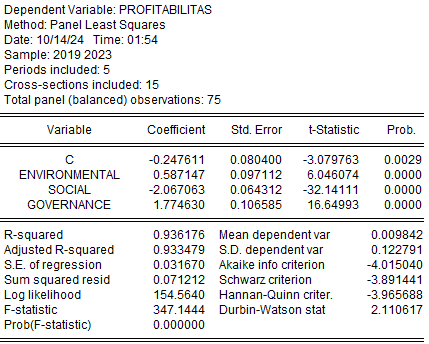 Dependent Variable: PROFITABILITAS
Method: Panel Least Squares
Date: 10/14/24 Time: 01:54
Sample: 2019 2023
Periods included: 5
Cross-sections included: 15
Total panel (balanced) observations: 75
Variable Coefficient Std. Error t-Statistic Prob.
C -0.247611 0.080400 -3.079763 0.0029
ENVIRONMENTAL 0.587147 0.097112 6.046074 0.0000
SOCIAL -2.067063 0.064312 -32.14111 0.0000
GOVERNANCE 1.774630 0.106585 16.64993 0.0000
R-squared 0.936176 Mean dependent var 0.009842
Adjusted R-squared 0.933479 S.D. dependent var 0.122791
S.E. of regression 0.031670 Akaike info criterion -4.015040
Sum squared resid 0.071212 Schwarz criterion -3.891441
Log likelihood 154.5640 Hannan-Quinn criter. -3.965688
F-statistic 347.1444 Durbin-Watson stat 2.110617
Prob(F-statistic) 0.000000